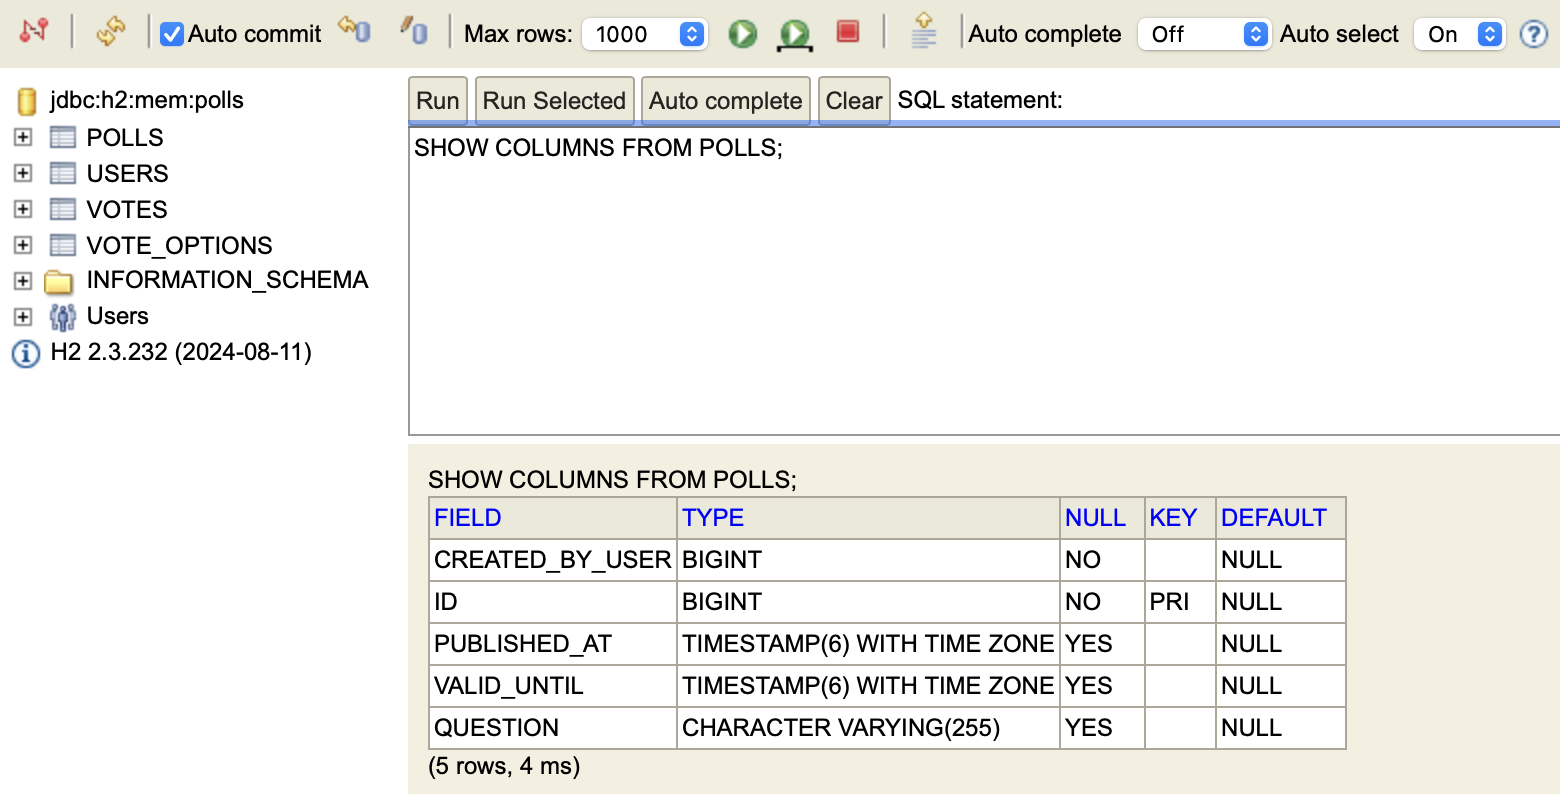 Auto commit Max rows: 1000 Auto complete Off Auto select On ?
jdbc:h2:mem:polls
POLLS
USERS
VOTES
VOTE_OPTIONS
INFORMATION_SCHEMA
Users
H2 2.3.232 (2024-08-11)
Run Run Selected Auto complete Clear SQL statement:
SHOW COLUMNS FROM POLLS;
SHOW COLUMNS FROM POLLS;
FIELD TYPE NULL KEY DEFAULT
CREATED_BY_USER BIGINT NO NULL
ID BIGINT NO PRI NULL
PUBLISHED_AT TIMESTAMP(6) WITH TIME ZONE YES NULL
VALID_UNTIL TIMESTAMP(6) WITH TIME ZONE YES NULL
QUESTION CHARACTER VARYING(255) YES NULL
(5 rows, 4 ms)